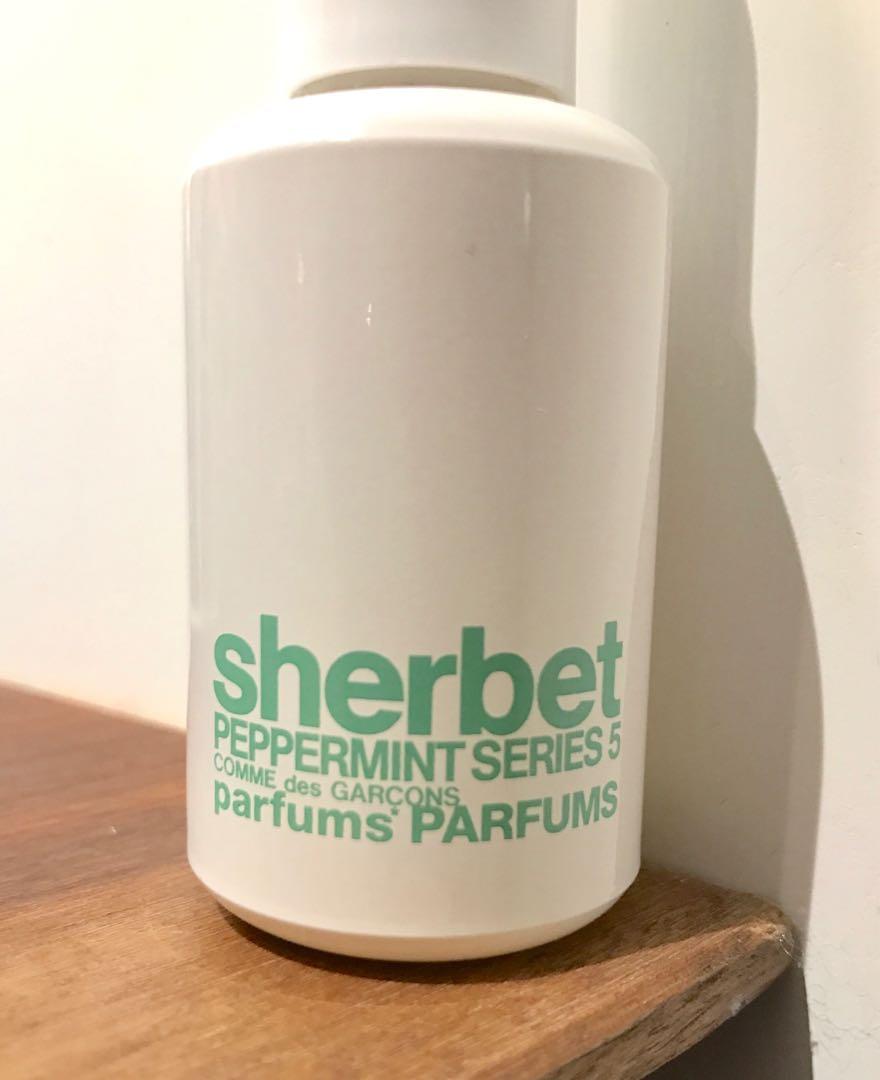 sherbet
PEPPERMINT SERIES 5
COMME des GARÇONS
parfums* PARFUMS